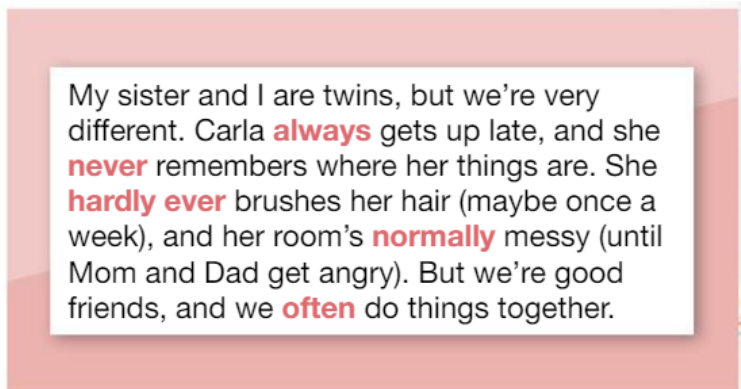 My sister and I are twins, but we’re very
different. Carla always gets up late, and she
never remembers where her things are. She
hardly ever brushes her hair (maybe once a
week), and her room’s normally messy (until
Mom and Dad get angry). But we’re good
friends, and we often do things together.